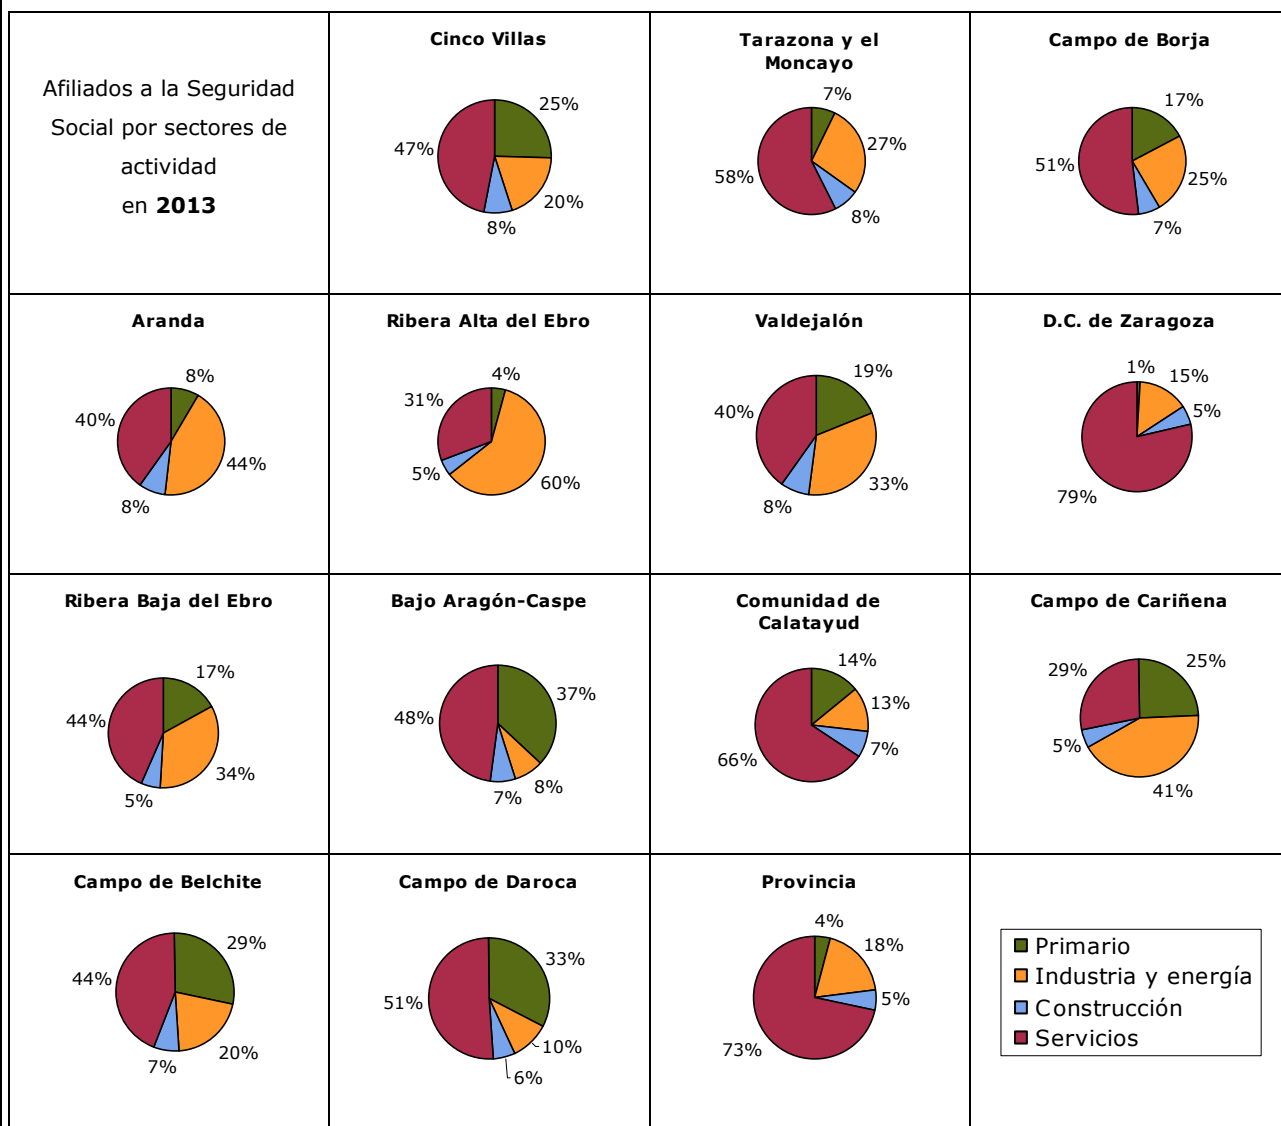 Afiliados a la Seguridad
Social por sectores de
actividad
en 2013
Cinco Villas
25%
47%
20%
8%
Tarazona y el
Moncayo
7%
27%
58%
8%
Campo de Borja
17%
51%
25%
7%
Aranda
8%
40%
44%
8%
Ribera Alta del Ebro
4%
31%
5%
60%
Valdejalón
19%
40%
33%
8%
D.C. de Zaragoza
1%
15%
5%
79%
Ribera Baja del Ebro
17%
44%
34%
5%
Bajo Aragón-Caspe
37%
48%
8%
7%
Comunidad de
Calatayud
14%
13%
7%
66%
Campo de Cariñena
25%
29%
5%
41%
Campo de Belchite
29%
44%
20%
7%
Campo de Daroca
33%
51%
10%
6%
Provincia
4%
18%
5%
73%
Primario
Industria y energía
Construcción
Servicios